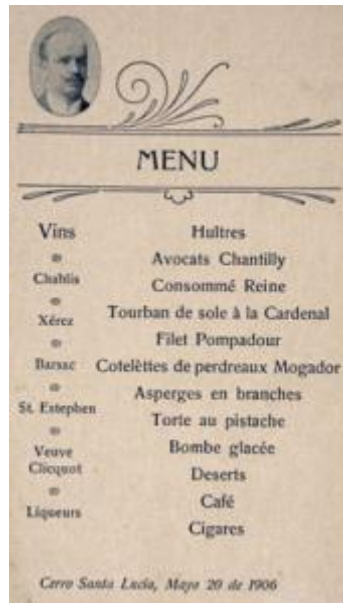 MENU
Vins
Chablis
Xérez
Barsac
St. Estephen
Veuve
Clicquot
Liqueurs
Huîtres
Avocats Chantilly
Consommé Reine
Tourban de sole à la Cardenal
Filet Pompadour
Cotelèttes de perdreaux Mogador
Asperges en branches
Torte au pistache
Bombe glacée
Deserts
Café
Cigares
Cerro Santa Lucía, Mayo 20 de 1906